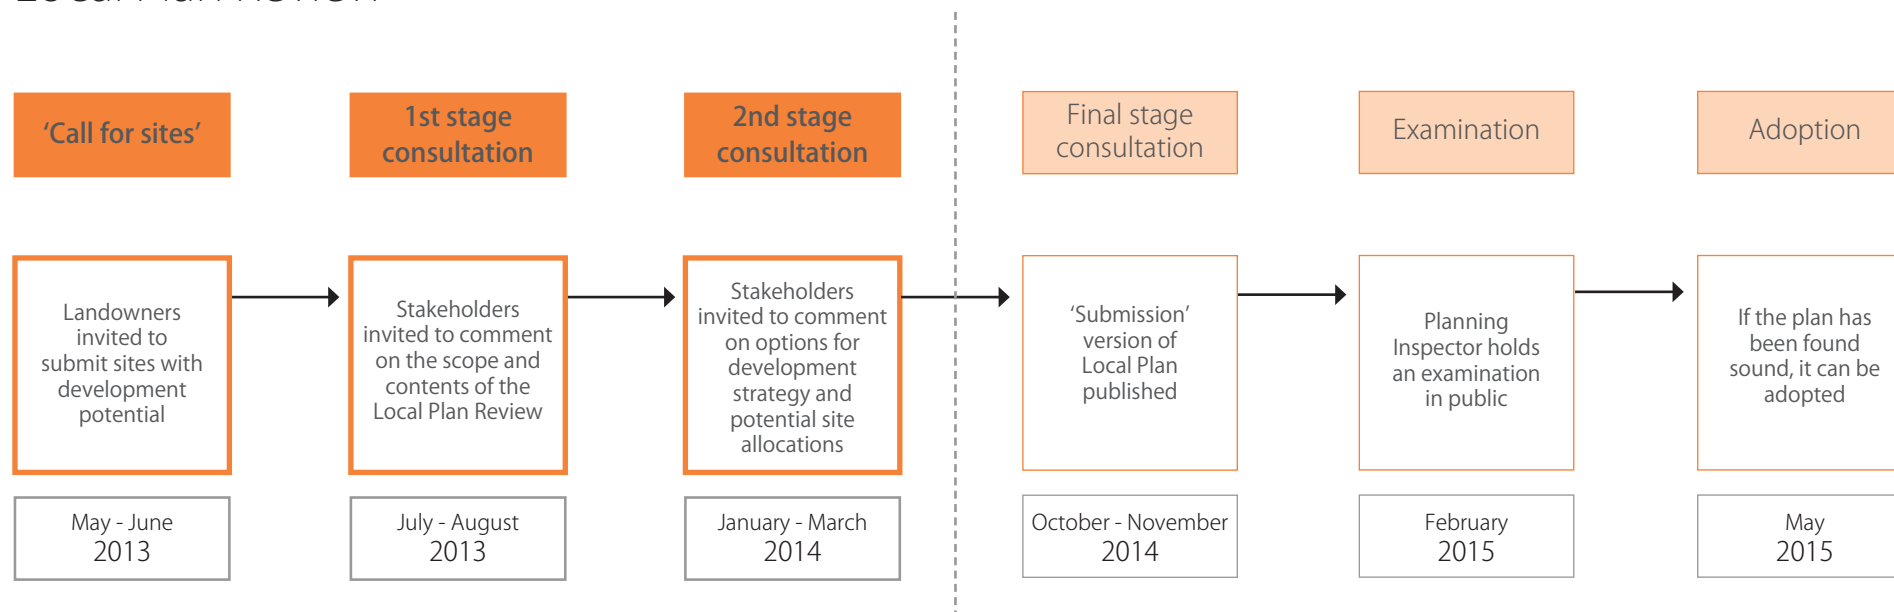 Local Plan Review
'Call for sites'
1st stage
consultation
2nd stage
consultation
Final stage
consultation
Examination
Adoption
Landowners
invited to
submit sites with
development
potential
Stakeholders
invited to comment
on the scope and
contents of the
Local Plan Review
Stakeholders
invited to comment
on options for
development
strategy and
potential site
allocations
'Submission'
version of
Local Plan
published
Planning
Inspector holds
an examination
in public
If the plan has
been found
sound, it can be
adopted
May - June
2013
July - August
2013
January - March
2014
October - November
2014
February
2015
May
2015